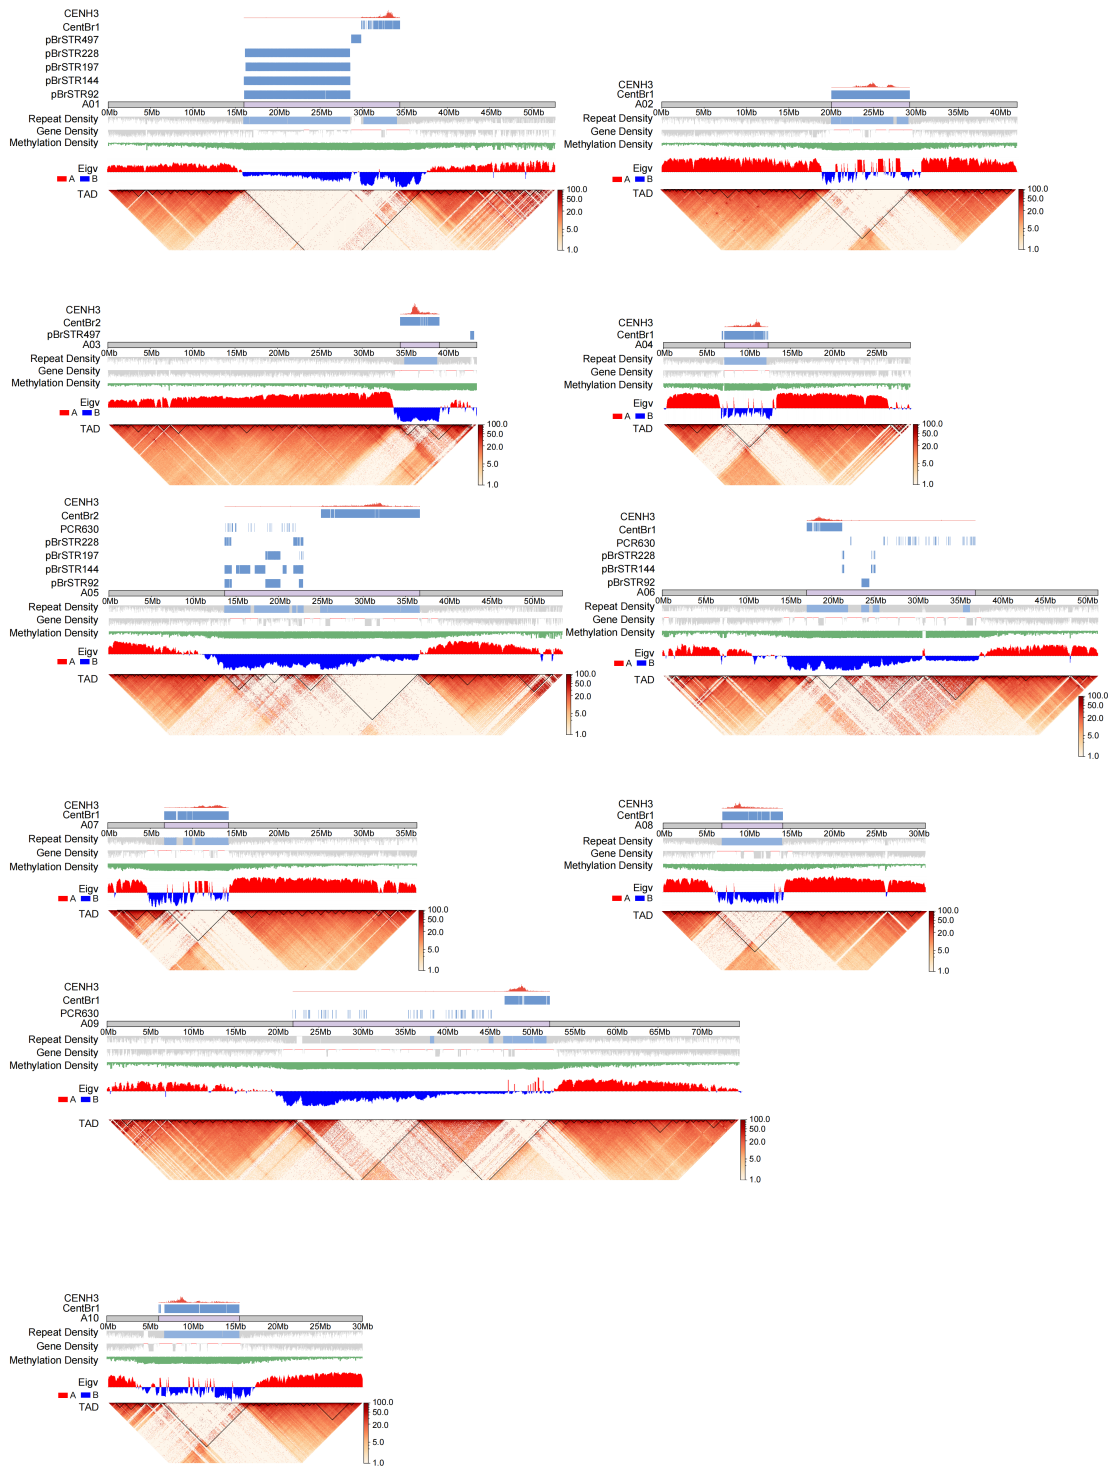 CENH3
CentBr1
pBrSTR497
pBrSTR228
pBrSTR197
pBrSTR144
pBrSTR92
A01
0Mb 5Mb 10Mb 15Mb 20Mb 25Mb 30Mb 35Mb 40Mb 45Mb 50Mb
Repeat Density
Gene Density
Methylation Density
Eigv
A B
TAD
100.0
50.0
20.0
5.0
1.0
CENH3
CentBr1
A02
0Mb 5Mb 10Mb 15Mb 20Mb 25Mb 30Mb 35Mb 40Mb
Repeat Density
Gene Density
Methylation Density
Eigv
A B
TAD
100.0
50.0
20.0
5.0
1.0
CENH3
CentBr2
pBrSTR497
A03
0Mb 5Mb 10Mb 15Mb 20Mb 25Mb 30Mb 35Mb 40Mb
Repeat Density
Gene Density
Methylation Density
Eigv
A B
TAD
100.0
50.0
20.0
5.0
1.0
CENH3
CentBr1
A04
0Mb 5Mb 10Mb 15Mb 20Mb 25Mb
Repeat Density
Gene Density
Methylation Density
Eigv
A B
TAD
100.0
50.0
20.0
5.0
1.0
CENH3
CentBr2
PCR630
pBrSTR228
pBrSTR197
pBrSTR144
pBrSTR92
A05
0Mb 5Mb 10Mb 15Mb 20Mb 25Mb 30Mb 35Mb 40Mb 45Mb 50Mb
Repeat Density
Gene Density
Methylation Density
Eigv
A B
TAD
100.0
50.0
20.0
5.0
1.0
CENH3
CentBr1
PCR630
pBrSTR228
pBrSTR144
pBrSTR92
A06
0Mb 5Mb 10Mb 15Mb 20Mb 25Mb 30Mb 35Mb 40Mb 45Mb 50Mb
Repeat Density
Gene Density
Methylation Density
Eigv
A B
TAD
100.0
50.0
20.0
5.0
1.0
CENH3
CentBr1
A07
0Mb 5Mb 10Mb 15Mb 20Mb 25Mb 30Mb 35Mb
Repeat Density
Gene Density
Methylation Density
Eigv
A B
TAD
100.0
50.0
20.0
5.0
1.0
CENH3
CentBr1
A08
0Mb 5Mb 10Mb 15Mb 20Mb 25Mb 30Mb
Repeat Density
Gene Density
Methylation Density
Eigv
A B
TAD
100.0
50.0
20.0
5.0
1.0
CENH3
CentBr1
PCR630
A09
0Mb 5Mb 10Mb 15Mb 20Mb 25Mb 30Mb 35Mb 40Mb 45Mb 50Mb 55Mb 60Mb 65Mb 70Mb
Repeat Density
Gene Density
Methylation Density
Eigv
A B
TAD
100.0
50.0
20.0
5.0
1.0
CENH3
CentBr1
A10
0Mb 5Mb 10Mb 15Mb 20Mb 25Mb 30Mb
Repeat Density
Gene Density
Methylation Density
Eigv
A B
TAD
100.0
50.0
20.0
5.0
1.0